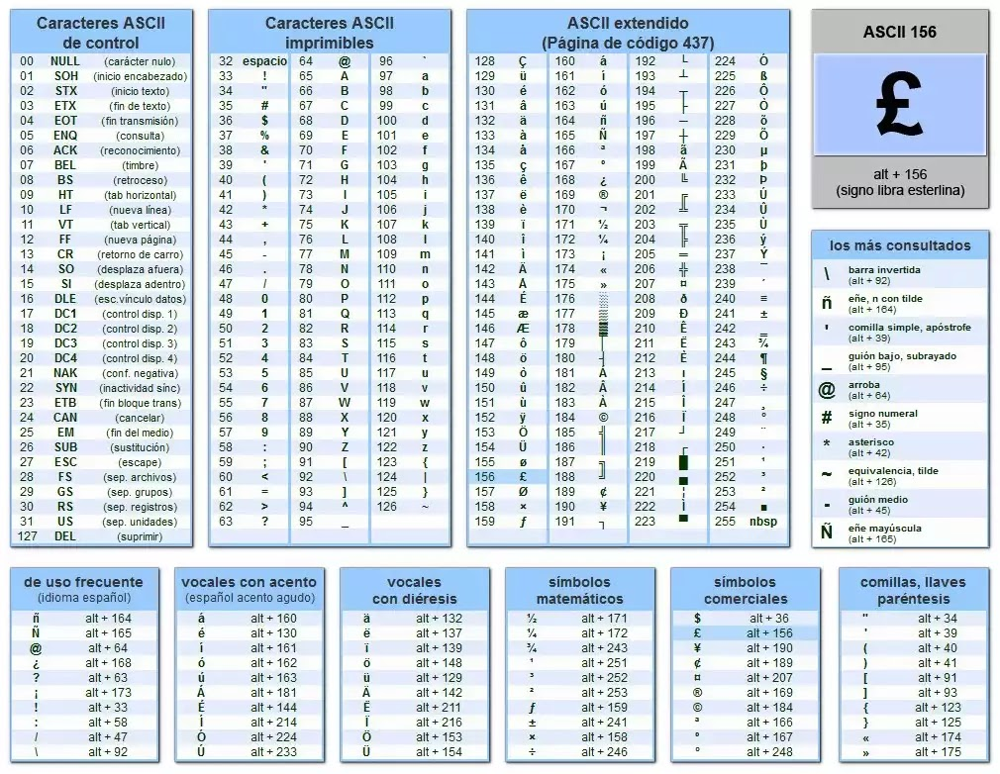 Caracteres ASCII
de control
00 NULL (carácter nulo)
01 SOH (inicio encabezado)
02 STX (inicio texto)
03 ETX (fin de texto)
04 EOT (fin transmisión)
05 ENQ (consulta)
06 ACK (reconocimiento)
07 BEL (timbre)
08 BS (retroceso)
09 HT (tab horizontal)
10 LF (nueva línea)
11 VT (tab vertical)
12 FF (nueva página)
13 CR (retorno de carro)
14 SO (desplaza afuera)
15 SI (desplaza adentro)
16 DLE (esc.vínculo datos)
17 DC1 (control disp. 1)
18 DC2 (control disp. 2)
19 DC3 (control disp. 3)
20 DC4 (control disp. 4)
21 NAK (conf. negativa)
22 SYN (inactividad sínc)
23 ETB (fin bloque trans)
24 CAN (cancelar)
25 EM (fin del medio)
26 SUB (sustitución)
27 ESC (escape)
28 FS (sep. archivos)
29 GS (sep. grupos)
30 RS (sep. registros)
31 US (sep. unidades)
127 DEL (suprimir)
Caracteres ASCII
imprimibles
32 espacio 64 @ 96 `
33 ! 65 A 97 a
34 " 66 B 98 b
35 # 67 C 99 c
36 $ 68 D 100 d
37 % 69 E 101 e
38 & 70 F 102 f
39 ' 71 G 103 g
40 ( 72 H 104 h
41 ) 73 I 105 i
42 * 74 J 106 j
43 + 75 K 107 k
44 , 76 L 108 l
45 - 77 M 109 m
46 . 78 N 110 n
47 / 79 O 111 o
48 0 80 P 112 p
49 1 81 Q 113 q
50 2 82 R 114 r
51 3 83 S 115 s
52 4 84 T 116 t
53 5 85 U 117 u
54 6 86 V 118 v
55 7 87 W 119 w
56 8 88 X 120 x
57 9 89 Y 121 y
58 : 90 Z 122 z
59 ; 91 [ 123 {
60 < 92 \ 124 |
61 = 93 ] 125 }
62 > 94 ^ 126 ~
63 ? 95 _
ASCII extendido
(Página de código 437)
128 Ç 160 á 192 └ 224 Ó
129 ü 161 í 193 ┴ 225 ß
130 é 162 ó 194 ┬ 226 Ô
131 â 163 ú 195 ├ 227 Ò
132 ä 164 ñ 196 ─ 228 õ
133 à 165 Ñ 197 ┼ 229 Õ
134 å 166 ª 198 ã 230 µ
135 ç 167 º 199 Ã 231 þ
136 ê 168 ¿ 200 ╚ 232 Þ
137 ë 169 ® 201 ╔ 233 Ú
138 è 170 ¬ 202 ╩ 234 Û
139 ï 171 ½ 203 ╦ 235 Ù
140 î 172 ¼ 204 ╠ 236 ý
141 ì 173 ¡ 205 ═ 237 Ý
142 Ä 174 « 206 ╬ 238 ¯
143 Å 175 » 207 ¤ 239 ´
144 É 176 ░ 208 ð 240 ≡
145 æ 177 ▒ 209 Ð 241 ±
146 Æ 178 ▓ 210 Ê 242 ‗
147 ô 179 │ 211 Ë 243 ¾
148 ö 180 ┤ 212 È 244 ¶
149 ò 181 Á 213 ı 245 §
150 û 182 Â 214 Í 246 ÷
151 ù 183 À 215 Î 247 ¸
152 ÿ 184 © 216 Ï 248 °
153 Ö 185 ╣ 217 ┘ 249 ¨
154 Ü 186 ║ 218 ┌ 250 ·
155 ø 187 ╗ 219 █ 251 ¹
156 £ 188 ╝ 220 ▄ 252 ³
157 Ø 189 ¢ 221 ¦ 253 ²
158 × 190 ¥ 222 Ì 254 ■
159 ƒ 191 ┐ 223 ▀ 255 nbsp
ASCII 156
£
alt + 156
(signo libra esterlina)
los más consultados
\ barra invertida
(alt + 92)
ñ eñe, n con tilde
(alt + 164)
' comilla simple, apóstrofe
(alt + 39)
_ guión bajo, subrayado
(alt + 95)
@ arroba
(alt + 64)
# signo numeral
(alt + 35)
* asterisco
(alt + 42)
~ equivalencia, tilde
(alt + 126)
- guión medio
(alt + 45)
Ñ eñe mayúscula
(alt + 165)
de uso frecuente
(idioma español)
ñ alt + 164
Ñ alt + 165
@ alt + 64
¿ alt + 168
? alt + 63
¡ alt + 173
! alt + 33
: alt + 58
/ alt + 47
\ alt + 92
vocales con acento
(español acento agudo)
á alt + 160
é alt + 130
í alt + 161
ó alt + 162
ú alt + 163
Á alt + 181
É alt + 144
Í alt + 214
Ó alt + 224
Ú alt + 233
vocales
con diéresis
ä alt + 132
ë alt + 137
ï alt + 139
ö alt + 148
ü alt + 129
Ä alt + 142
Ë alt + 211
Ï alt + 216
Ö alt + 153
Ü alt + 154
símbolos
matemáticos
½ alt + 171
¼ alt + 172
¾ alt + 243
¹ alt + 251
³ alt + 252
² alt + 253
ƒ alt + 159
± alt + 241
× alt + 158
÷ alt + 246
símbolos
comerciales
$ alt + 36
£ alt + 156
¥ alt + 190
¢ alt + 189
¤ alt + 207
® alt + 169
© alt + 184
ª alt + 166
º alt + 167
° alt + 248
comillas, llaves
paréntesis
" alt + 34
' alt + 39
( alt + 40
) alt + 41
[ alt + 91
] alt + 93
{ alt + 123
} alt + 125
« alt + 174
» alt + 175